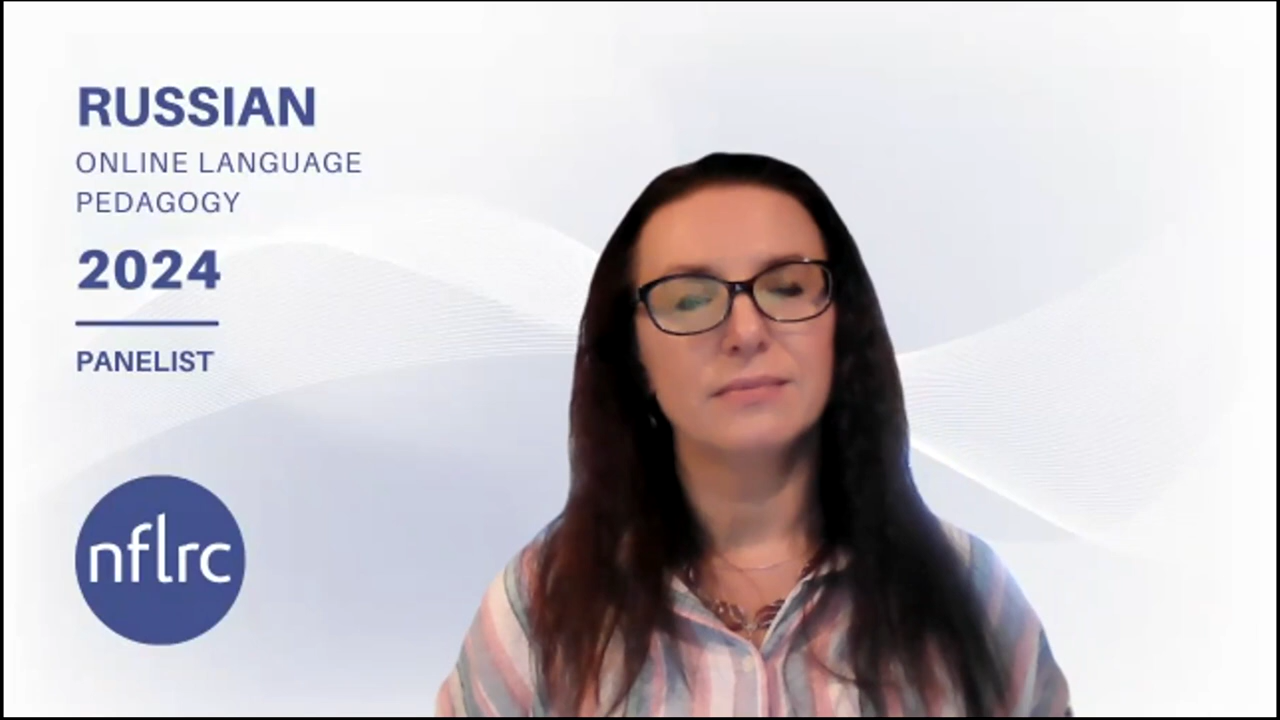 RUSSIAN
ONLINE LANGUAGE
PEDAGOGY
2024
PANELIST
nflrc